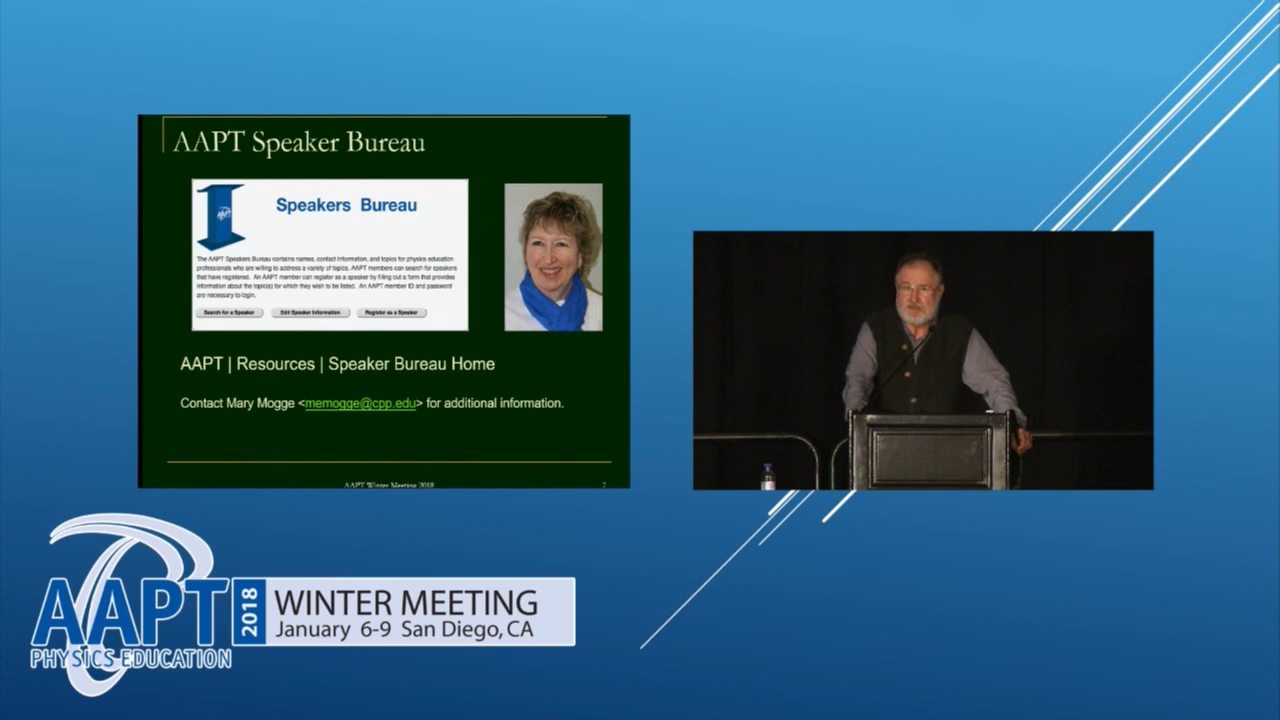 AAPT Speaker Bureau
AAPT
Speakers Bureau
The AAPT Speakers Bureau contains names, contact information, and topics for physics education
professionals who are willing to address a variety of topics. AAPT members can search for speakers
that have registered. An AAPT member can register as a speaker by filling out a form that provides
information about the topic(s) for which they wish to be listed. An AAPT member ID and password
are necessary to login.
Search for a Speaker
Edit Speaker Information
Register as a Speaker
AAPT | Resources | Speaker Bureau Home
Contact Mary Mogge <memogge@cpp.edu> for additional information.
AAPT Winter Meeting 2018
7
AAPT
PHYSICS EDUCATION
2018
WINTER MEETING
January 6-9 San Diego, CA